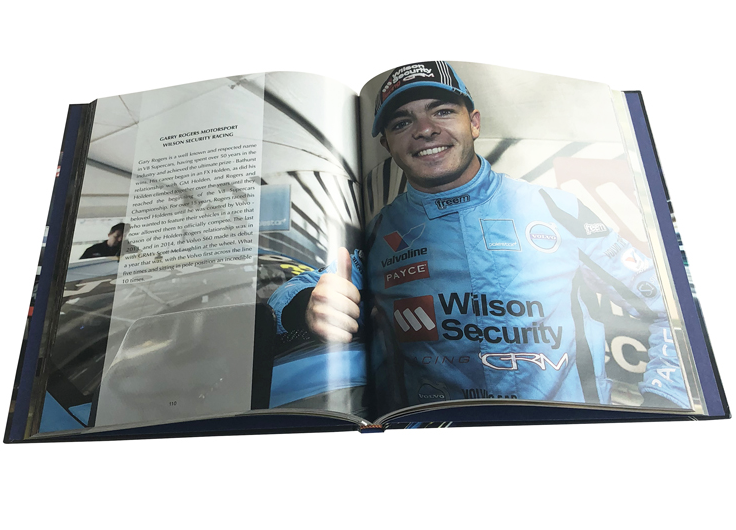 GARRY ROGERS MOTORSPORT
WILSON SECURITY RACING
Gary Rogers is a well known and respected name
in V8 Supercars, having spent over 50 years in the
industry and achieved the ultimate prize - Bathurst
wins. His career began in an FX Holden, as did his
relationship with GM Holden, and Rogers and
Holden climbed together over the years until they
reached the beginning of the V8 Supercars
Championship. For over 15 years, Rogers raced his
beloved Holdens until he was courted by Volvo -
who wanted to feature their vehicles in a race that
now allowed them to officially compete. The last
season of the Holden Rogers relationship was in
2013, and in 2014, the Volvo S60 made its debut
with GRM's Scott McLaughlin at the wheel. What
a year that was, with the Volvo first across the line
five times and sitting in pole position an incredible
10 times.
110
Wilson
Security
GRM
freem
Valvoline
PAYCE
Wilson
Security
RACING GRM